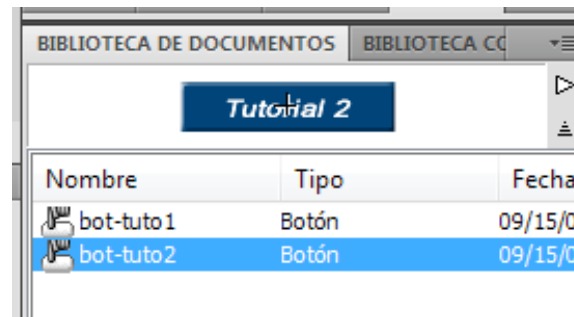 BIBLIOTECA DE DOCUMENTOS BIBLIOTECA
Tutorial 2
Nombre Tipo Fecha
bot-tuto1 Botón 09/15/0
bot-tuto2 Botón 09/15/0